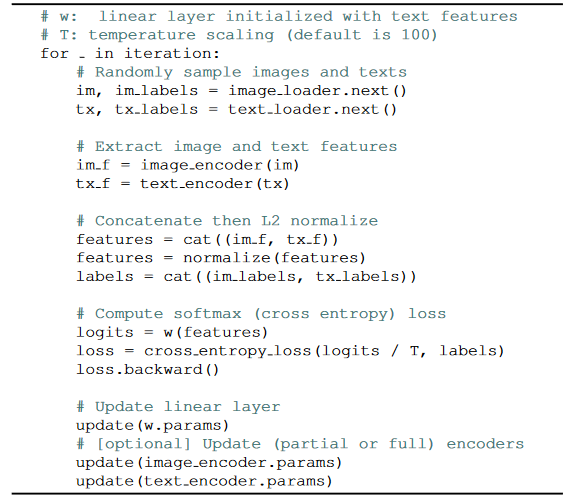 # w: linear layer initialized with text features
# T: temperature scaling (default is 100)
for _ in iteration:
# Randomly sample images and texts
im, im_labels = image_loader.next()
tx, tx_labels = text_loader.next()
# Extract image and text features
im_f = image_encoder(im)
tx_f = text_encoder(tx)
# Concatenate then L2 normalize
features = cat((im_f, tx_f))
features = normalize(features)
labels = cat((im_labels, tx_labels))
# Compute softmax (cross entropy) loss
logits = w(features)
loss = cross_entropy_loss(logits / T, labels)
loss.backward()
# Update linear layer
update(w.params)
# [optional] Update (partial or full) encoders
update(image_encoder.params)
update(text_encoder.params)